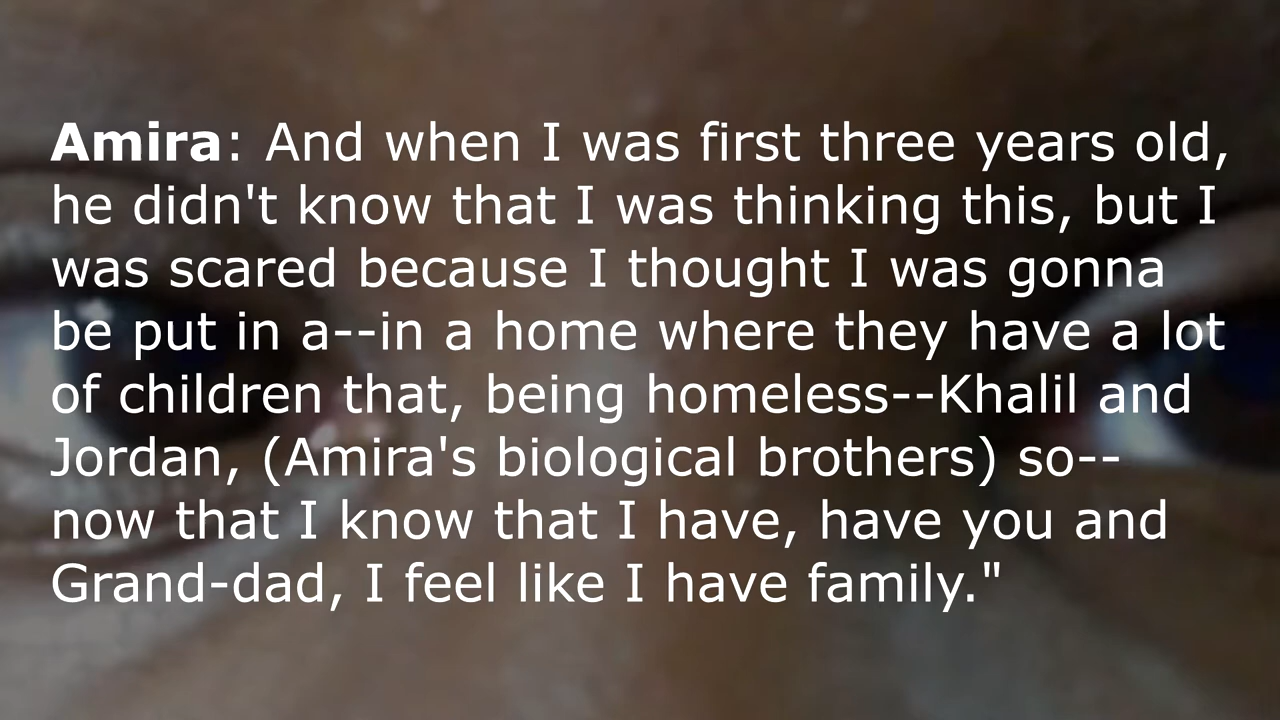 Amira: And when I was first three years old,
he didn't know that I was thinking this, but I
was scared because I thought I was gonna
be put in a--in a home where they have a lot
of children that, being homeless--Khalil and
Jordan, (Amira's biological brothers) so--
now that I know that I have, have you and
Grand-dad, I feel like I have family."